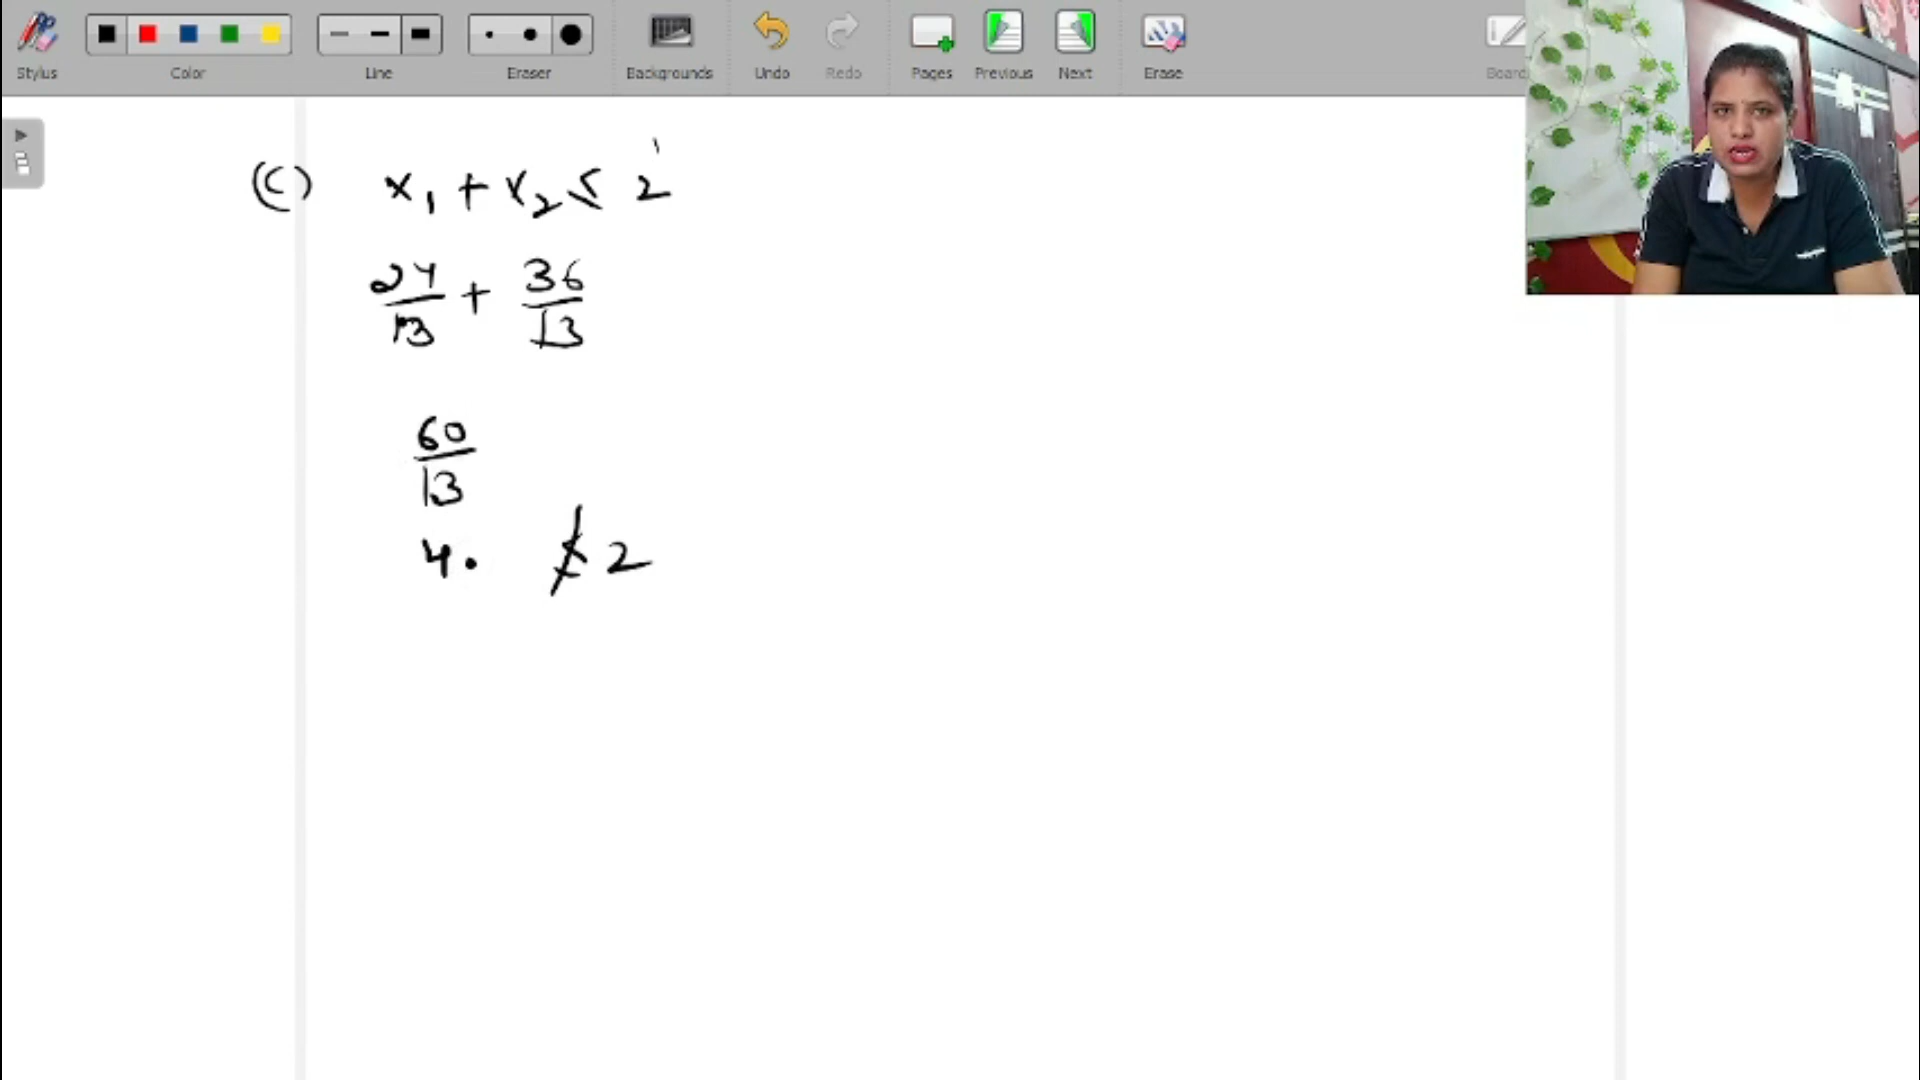 Stylus Color Line Eraser Backgrounds Undo Redo Pages Previous Next Erase Board
(C) x₁ + x₂ ≤ 2
24/13 + 36/13
60/13
4. ≰ 2